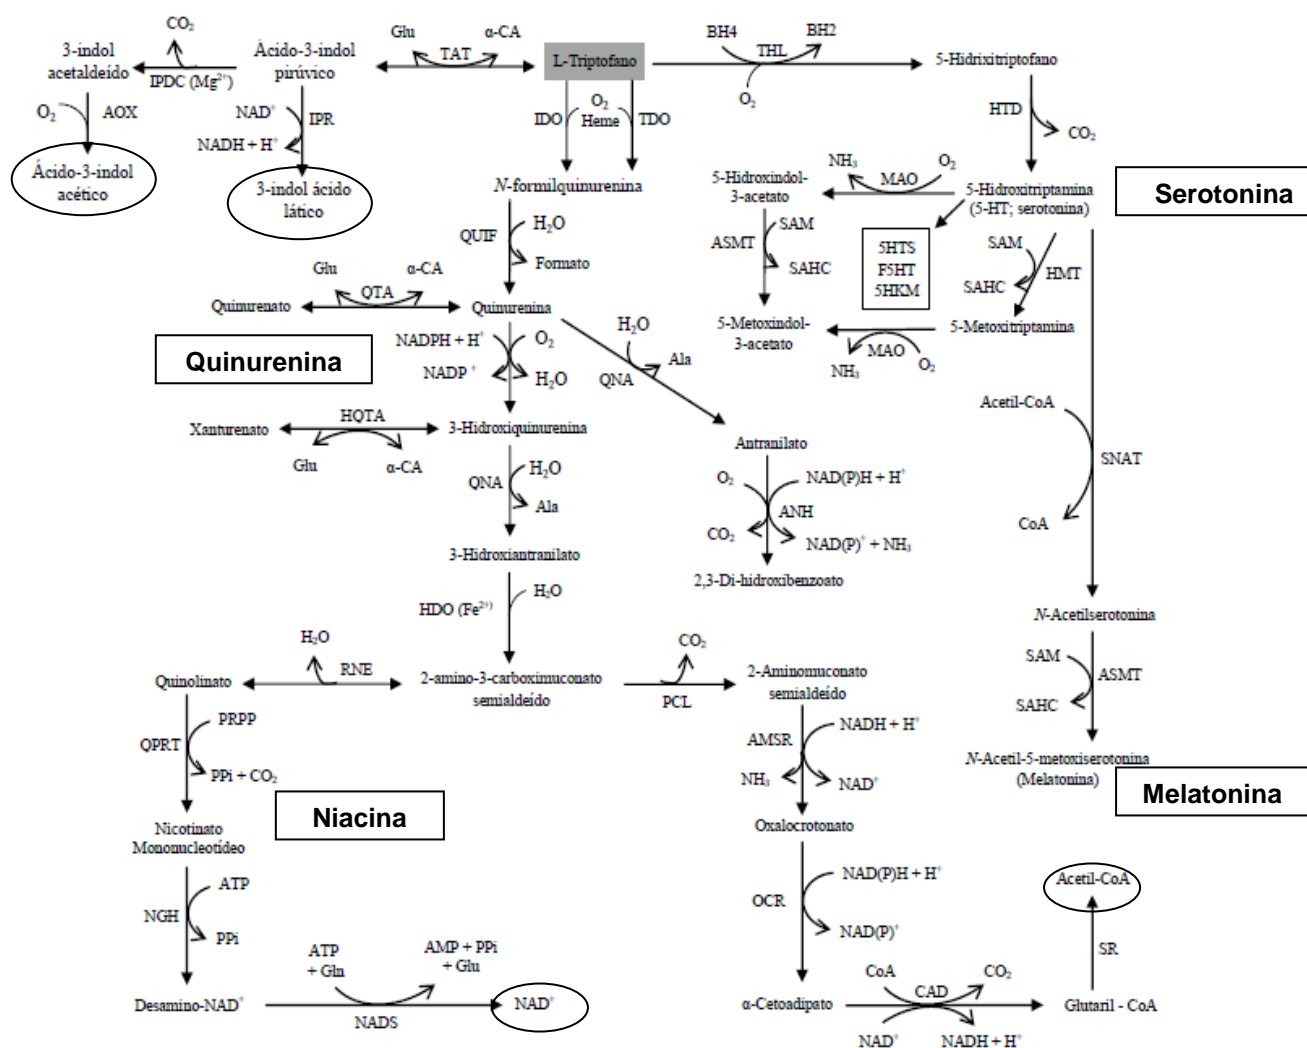 CO2
3-indol
acetaldeído
IPDC (Mg2+)
Ácido-3-indol
pirúvico
Glu
α-CA
TAT
L-Triptofano
BH4
BH2
THL
O2
5-Hidrixitriptofano
O2
AOX
NAD+
IPR
NADH + H+
IDO
O2
Heme
TDO
HTD
CO2
Ácido-3-indol
acético
3-indol ácido
lático
N-formilquinurenina
5-Hidroxindol-
3-acetato
NH3
MAO
O2
5-Hidroxitriptamina
(5-HT; serotonina)
Serotonina
QUIF
H2O
Formato
ASMT
SAM
SAHC
5HTS
F5HT
5HKM
SAM
SAHC
HMT
Glu
α-CA
QTA
Quinurenato
Quinurenina
5-Metoxindol-
3-acetato
MAO
NH3
O2
5-Metoxitriptamina
Quinurenina
NADPH + H+
O2
NADP +
H2O
H2O
Ala
QNA
Acetil-CoA
SNAT
CoA
Xanturenato
HQTA
Glu
α-CA
3-Hidroxiquinurenina
Antranilato
QNA
H2O
Ala
O2
NAD(P)H + H+
ANH
CO2
NAD(P)+ + NH3
3-Hidroxiantranilato
2,3-Di-hidroxibenzoato
HDO (Fe2+)
H2O
N-Acetilserotonina
H2O
RNE
Quinolinato
2-amino-3-carboximuconato
semialdeído
CO2
PCL
2-Aminomuconato
semialdeído
SAM
ASMT
SAHC
QPRT
PRPP
PPi + CO2
AMSR
NADH + H+
NH3
NAD+
N-Acetil-5-metoxiserotonina
(Melatonina)
Melatonina
Niacina
Nicotinato
Mononucleotídeo
Oxalocrotonato
NGH
ATP
PPi
OCR
NAD(P)H + H+
NAD(P)+
Acetil-CoA
SR
Desamino-NAD+
ATP
+ Gln
AMP + PPi
+ Glu
NADS
NAD+
α-Cetoadipato
CoA
CO2
CAD
NAD+
NADH + H+
Glutaril - CoA